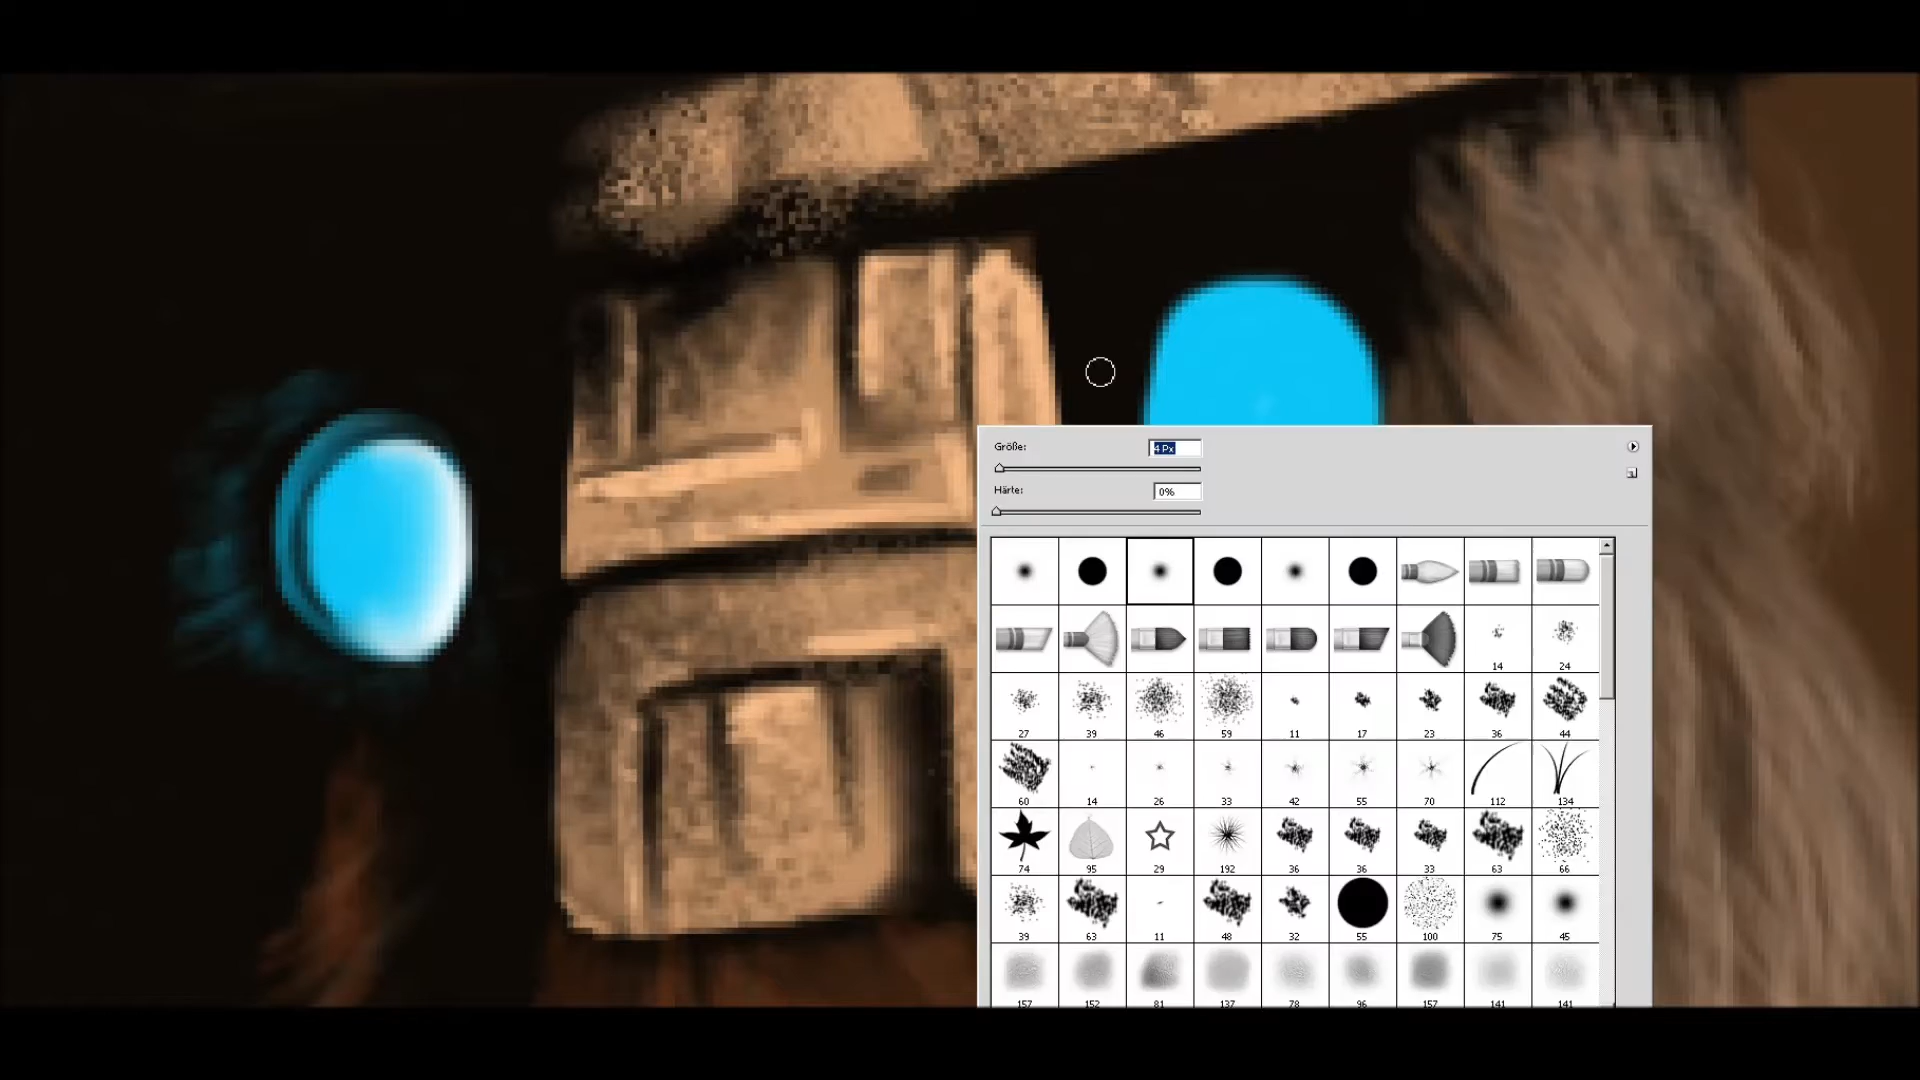 Größe:
4 Px
Härte:
0%
14 24
27 39 46 59 11 17 23 36 44
60 14 26 33 42 55 70 112 134
74 95 29 192 36 36 33 63 66
39 63 11 48 32 55 100 75 45
157 152 81 137 78 96 157 141 141